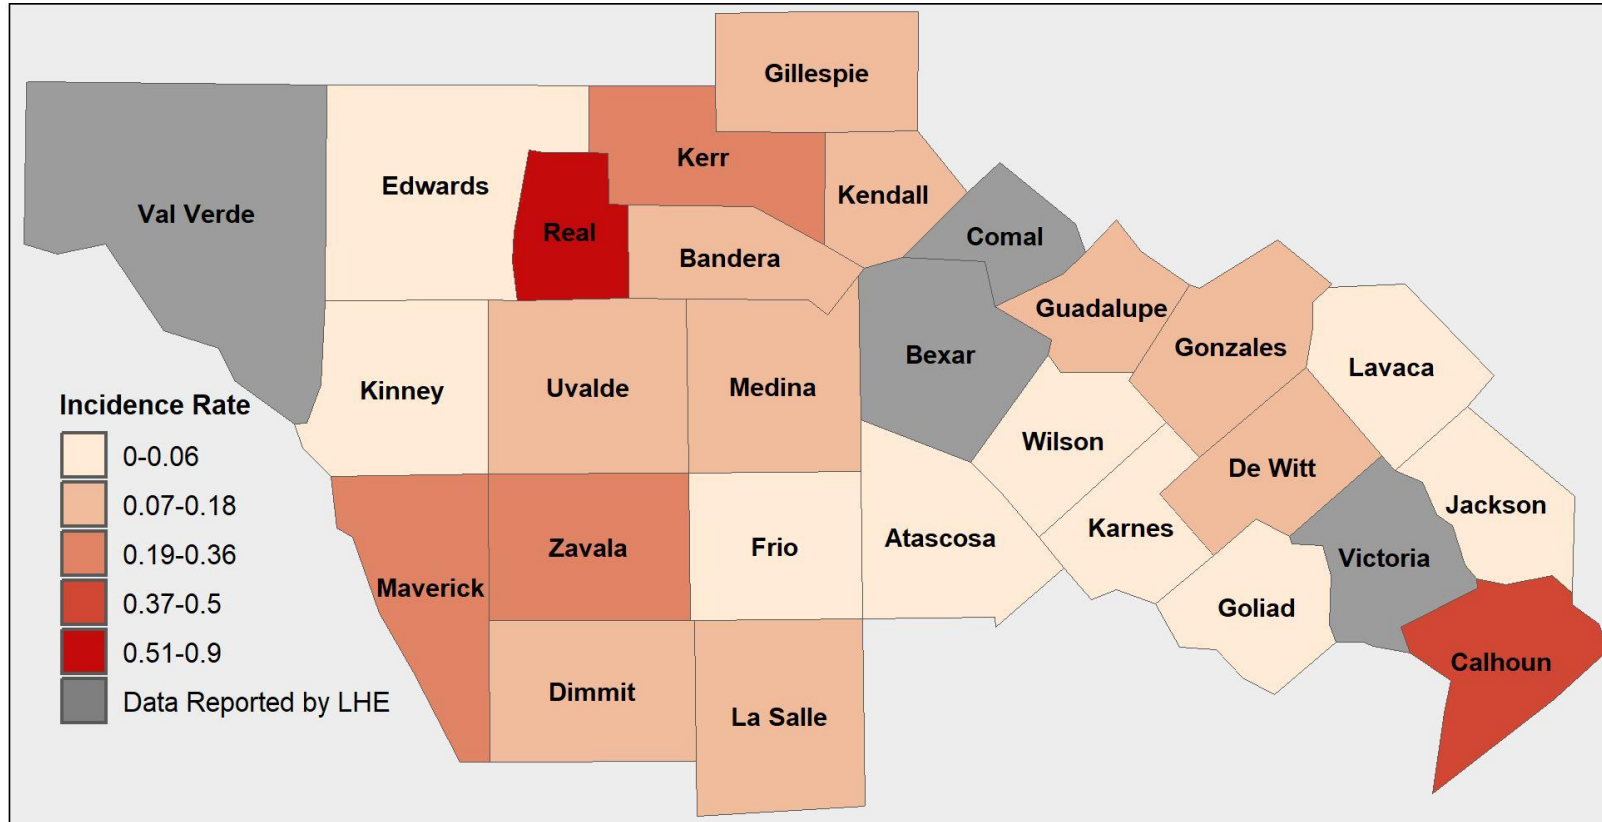 Gillespie
Kerr
Edwards
Kendall
Val Verde
Real
Comal
Bandera
Guadalupe
Gonzales
Bexar
Lavaca
Kinney
Uvalde
Medina
Wilson
De Witt
Jackson
Karnes
Atascosa
Zavala
Frio
Victoria
Maverick
Goliad
Calhoun
Dimmit
La Salle
Incidence Rate
0-0.06
0.07-0.18
0.19-0.36
0.37-0.5
0.51-0.9
Data Reported by LHE